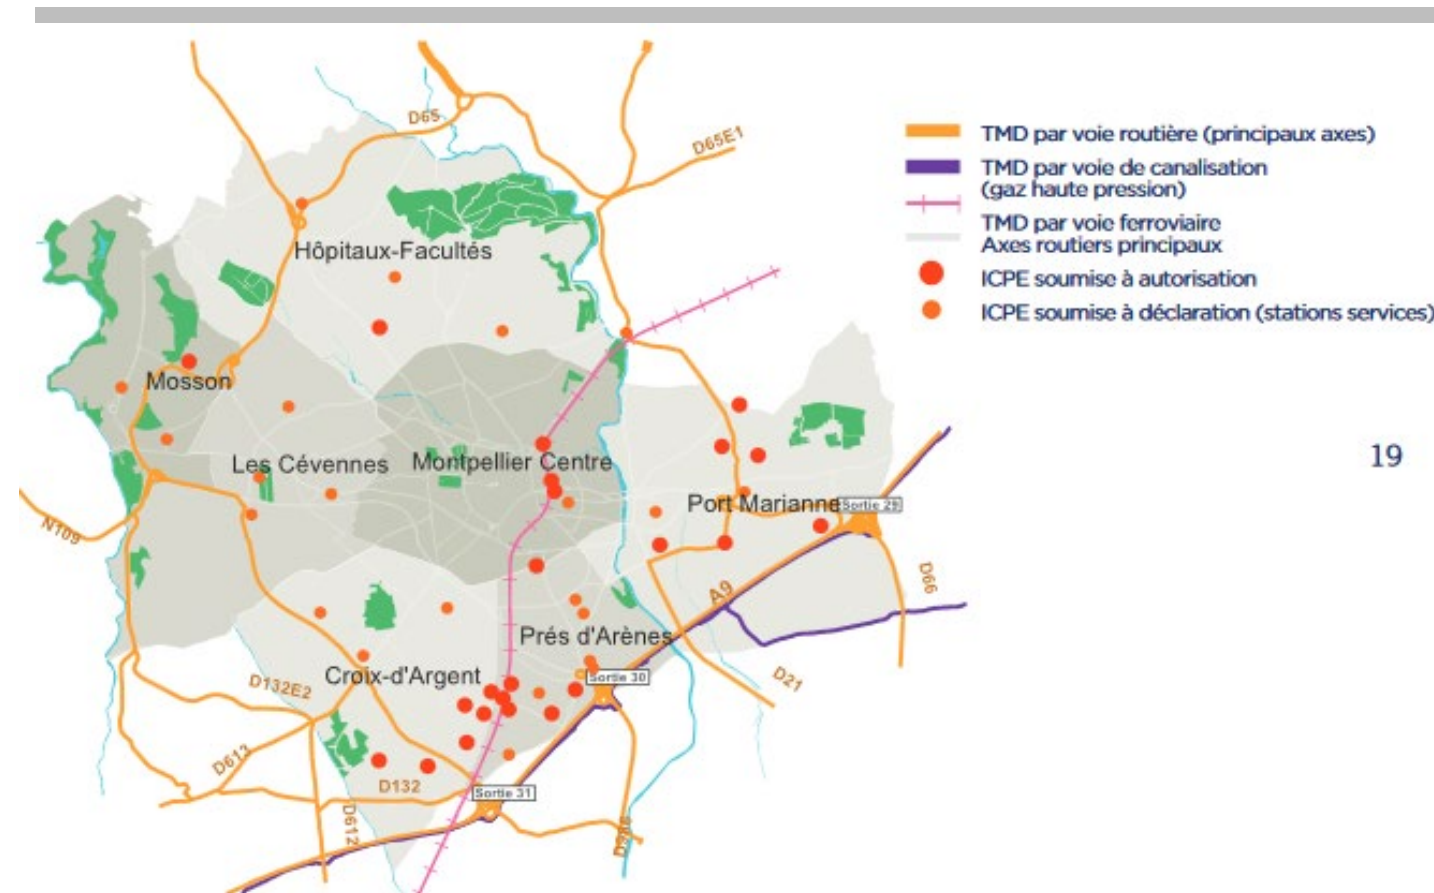 D65
D65E1
TMD par voie routière (principaux axes)
TMD par voie de canalisation
(gaz haute pression)
TMD par voie ferroviaire
Axes routiers principaux
ICPE soumise à autorisation
ICPE soumise à déclaration (stations services)
Hôpitaux-Facultés
Mosson
Les Cévennes
Montpellier Centre
19
Port Marianne
Sortie 29
N109
D66
A9
Prés d'Arènes
Croix-d'Argent
Sortie 30
D132E2
D21
D613
D132
Sortie 31
D612